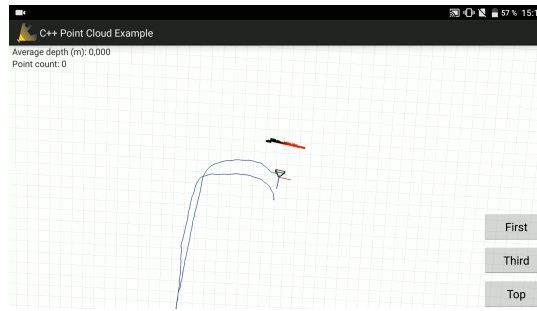 57 % 15:1
C++ Point Cloud Example
Average depth (m): 0,000
Point count: 0
First
Third
Top